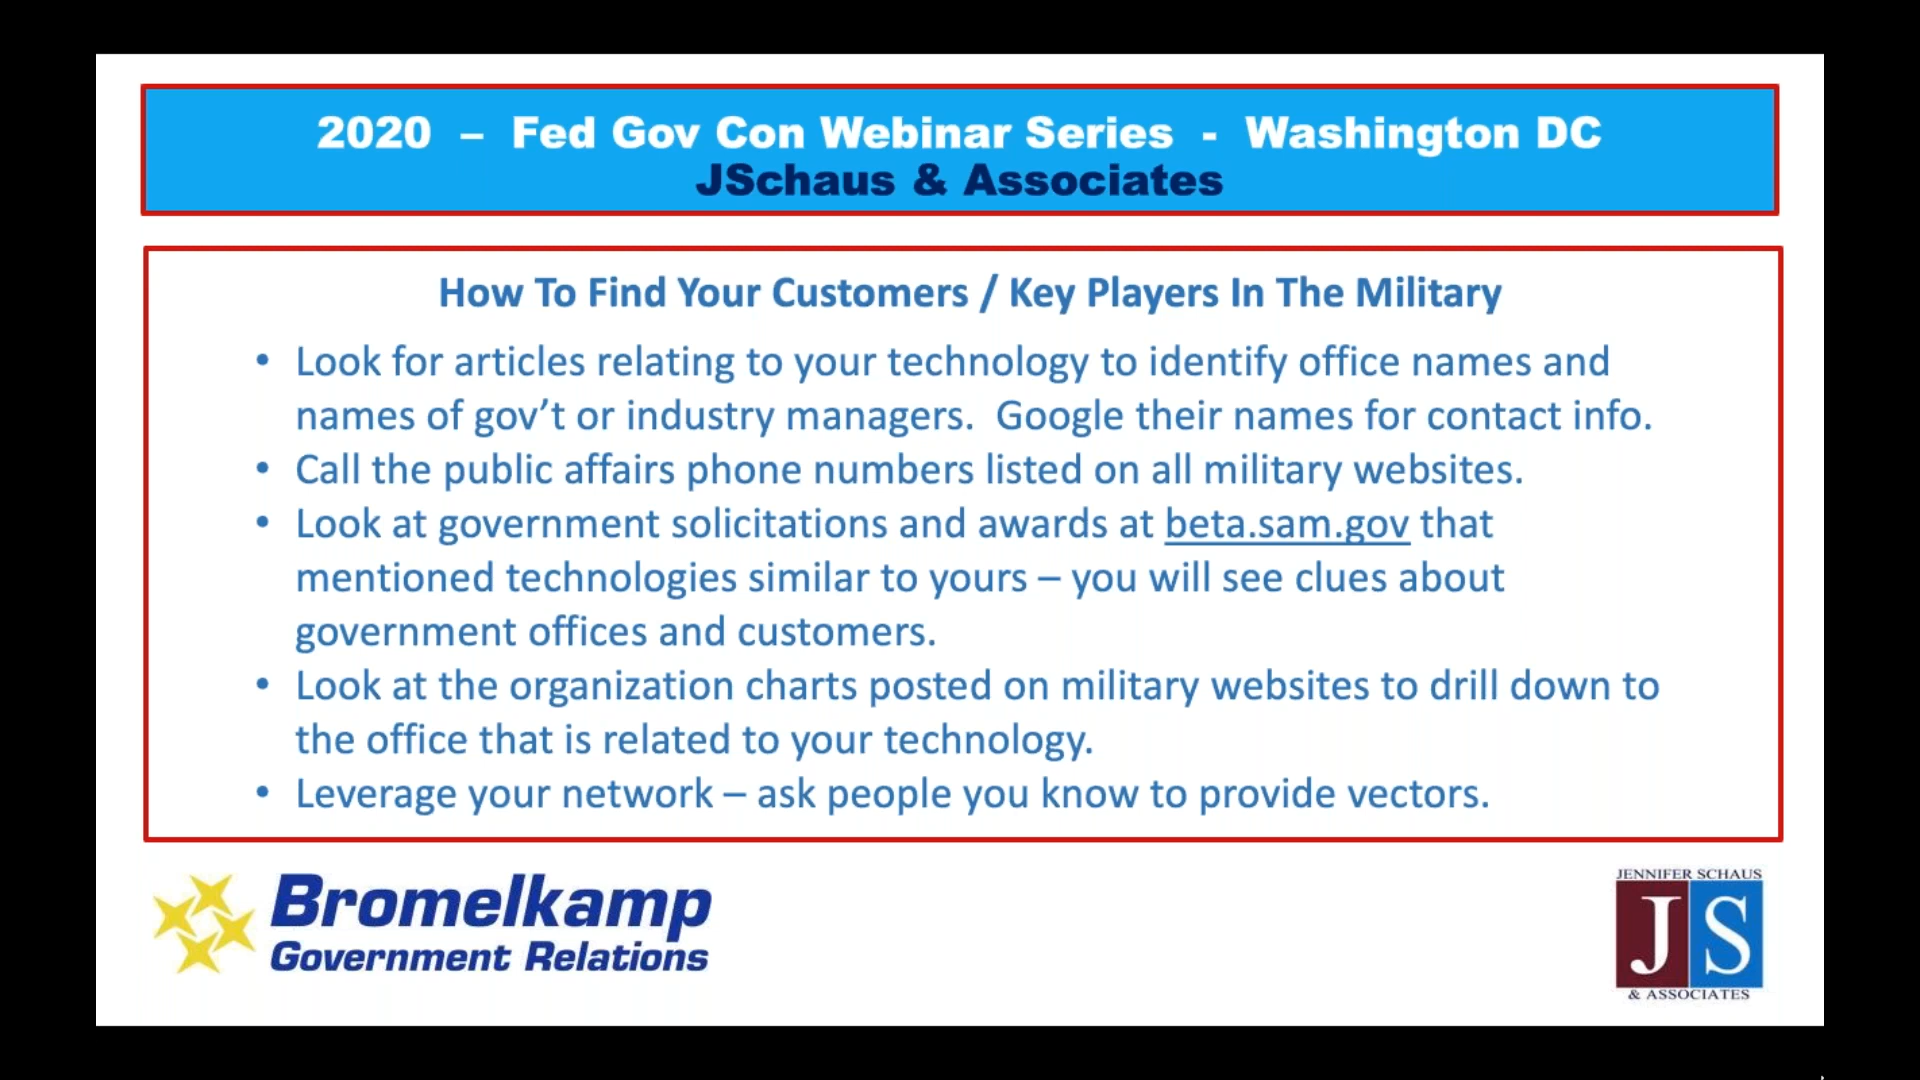 2020 – Fed Gov Con Webinar Series - Washington DC
JSchaus & Associates
How To Find Your Customers / Key Players In The Military
• Look for articles relating to your technology to identify office names and
names of gov’t or industry managers.  Google their names for contact info.
• Call the public affairs phone numbers listed on all military websites.
• Look at government solicitations and awards at beta.sam.gov that
mentioned technologies similar to yours – you will see clues about
government offices and customers.
• Look at the organization charts posted on military websites to drill down to
the office that is related to your technology.
• Leverage your network – ask people you know to provide vectors.
Bromelkamp
Government Relations
JENNIFER SCHAUS
JS
& ASSOCIATES